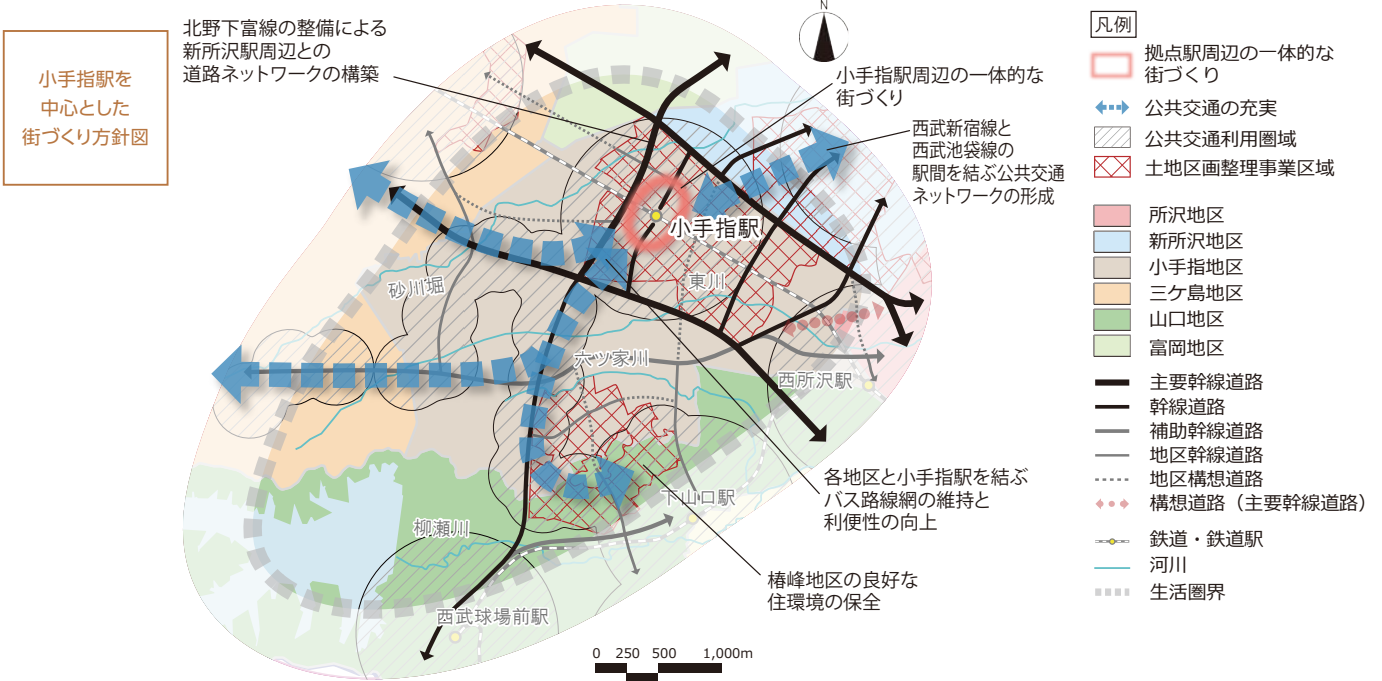 小手指駅を
中心とした
街づくり方針図
北野下富線の整備による
新所沢駅周辺との
道路ネットワークの構築
N
小手指駅周辺の一体的な
街づくり
西武新宿線と
西武池袋線の
駅間を結ぶ公共交通
ネットワークの形成
小手指駅
東川
砂川堀
六ツ家川
西所沢駅
下山口駅
柳瀬川
西武球場前駅
各地区と小手指駅を結ぶ
バス路線網の維持と
利便性の向上
椿峰地区の良好な
住環境の保全
0 250 500 1,000m
凡例
拠点駅周辺の一体的な
街づくり
公共交通の充実
公共交通利用圏域
土地区画整理事業区域
所沢地区
新所沢地区
小手指地区
三ケ島地区
山口地区
富岡地区
主要幹線道路
幹線道路
補助幹線道路
地区幹線道路
地区構想道路
構想道路（主要幹線道路）
鉄道・鉄道駅
河川
生活圏界